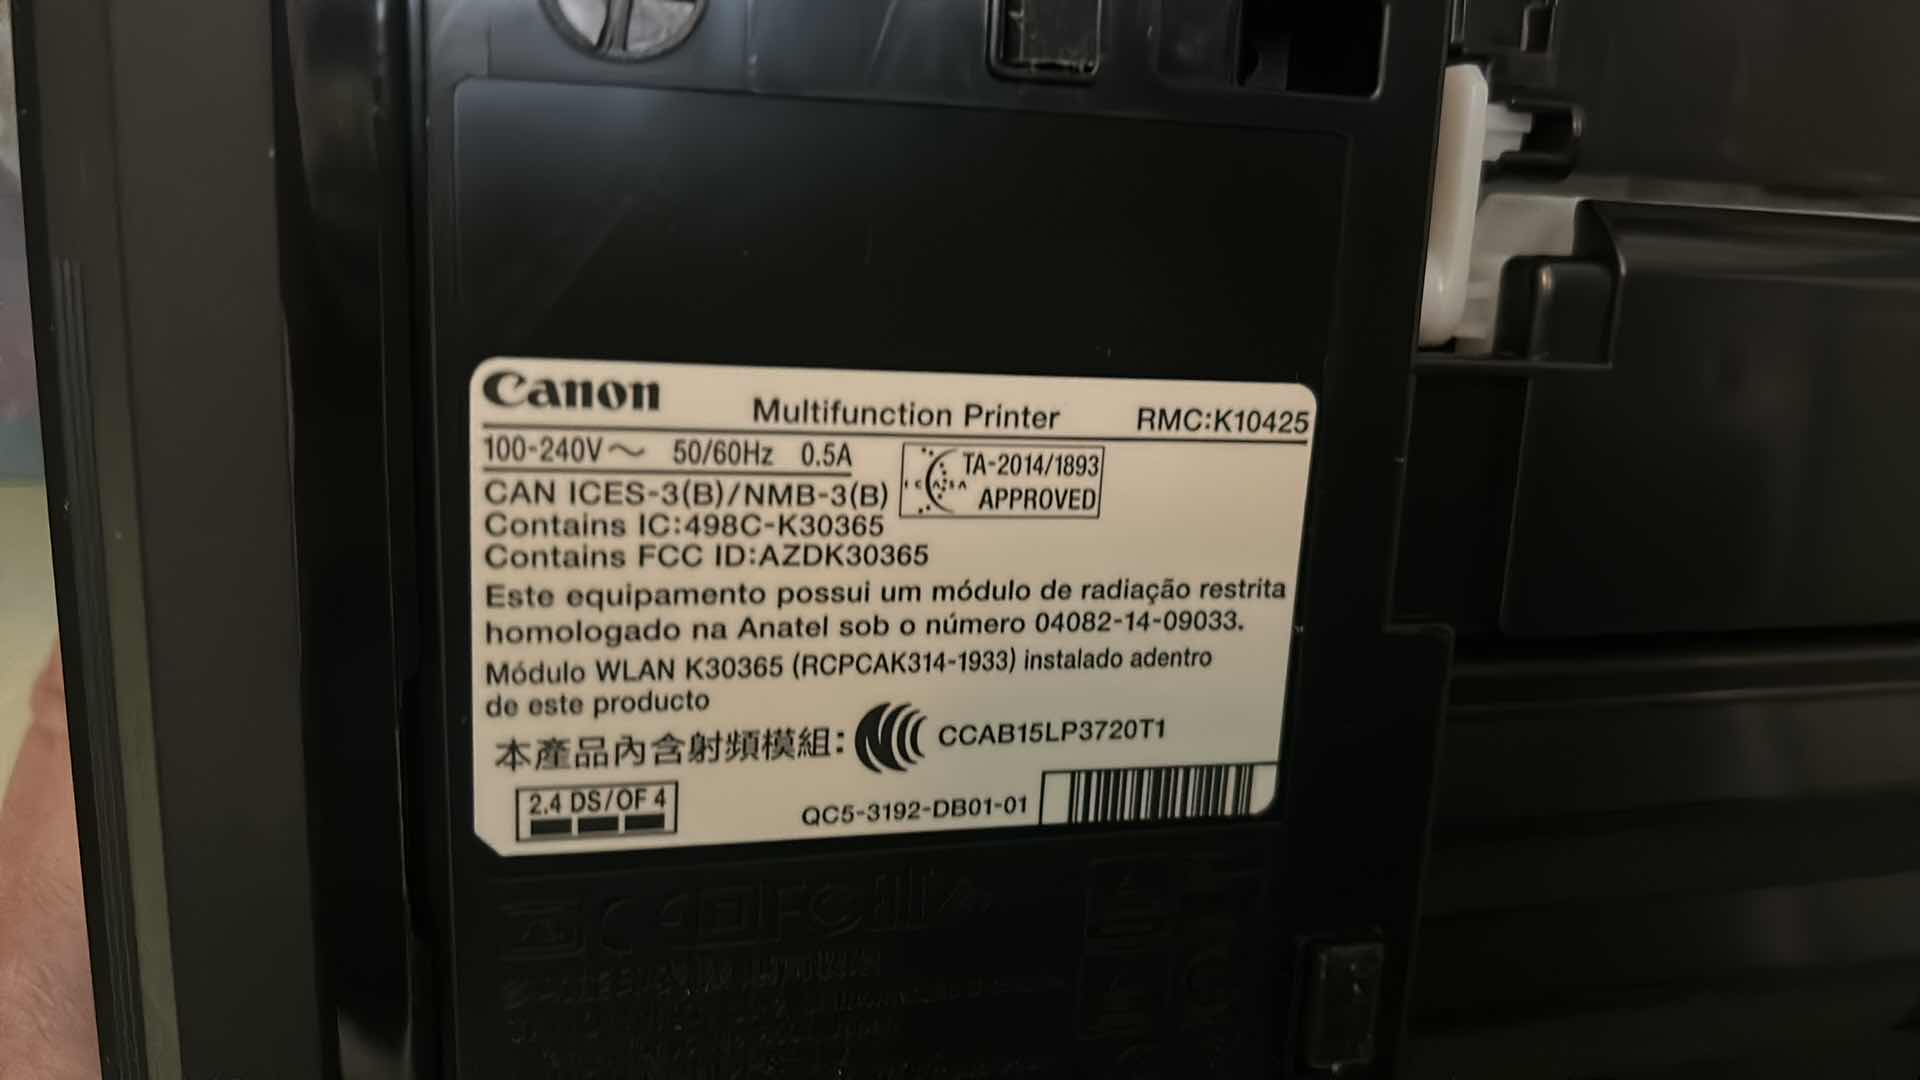 Canon Multifunction Printer RMC:K10425
100-240V～ 50/60Hz 0.5A
ICASA TA-2014/1893
APPROVED
CAN ICES-3(B)/NMB-3(B)
Contains IC:498C-K30365
Contains FCC ID:AZDK30365
Este equipamento possui um módulo de radiação restrita
homologado na Anatel sob o número 04082-14-09033.
Módulo WLAN K30365 (RCPCAK314-1933) instalado adentro
de este producto
本產品內含射頻模組: CCAB15LP3720T1
2.4 DS/OF 4
QC5-3192-DB01-01